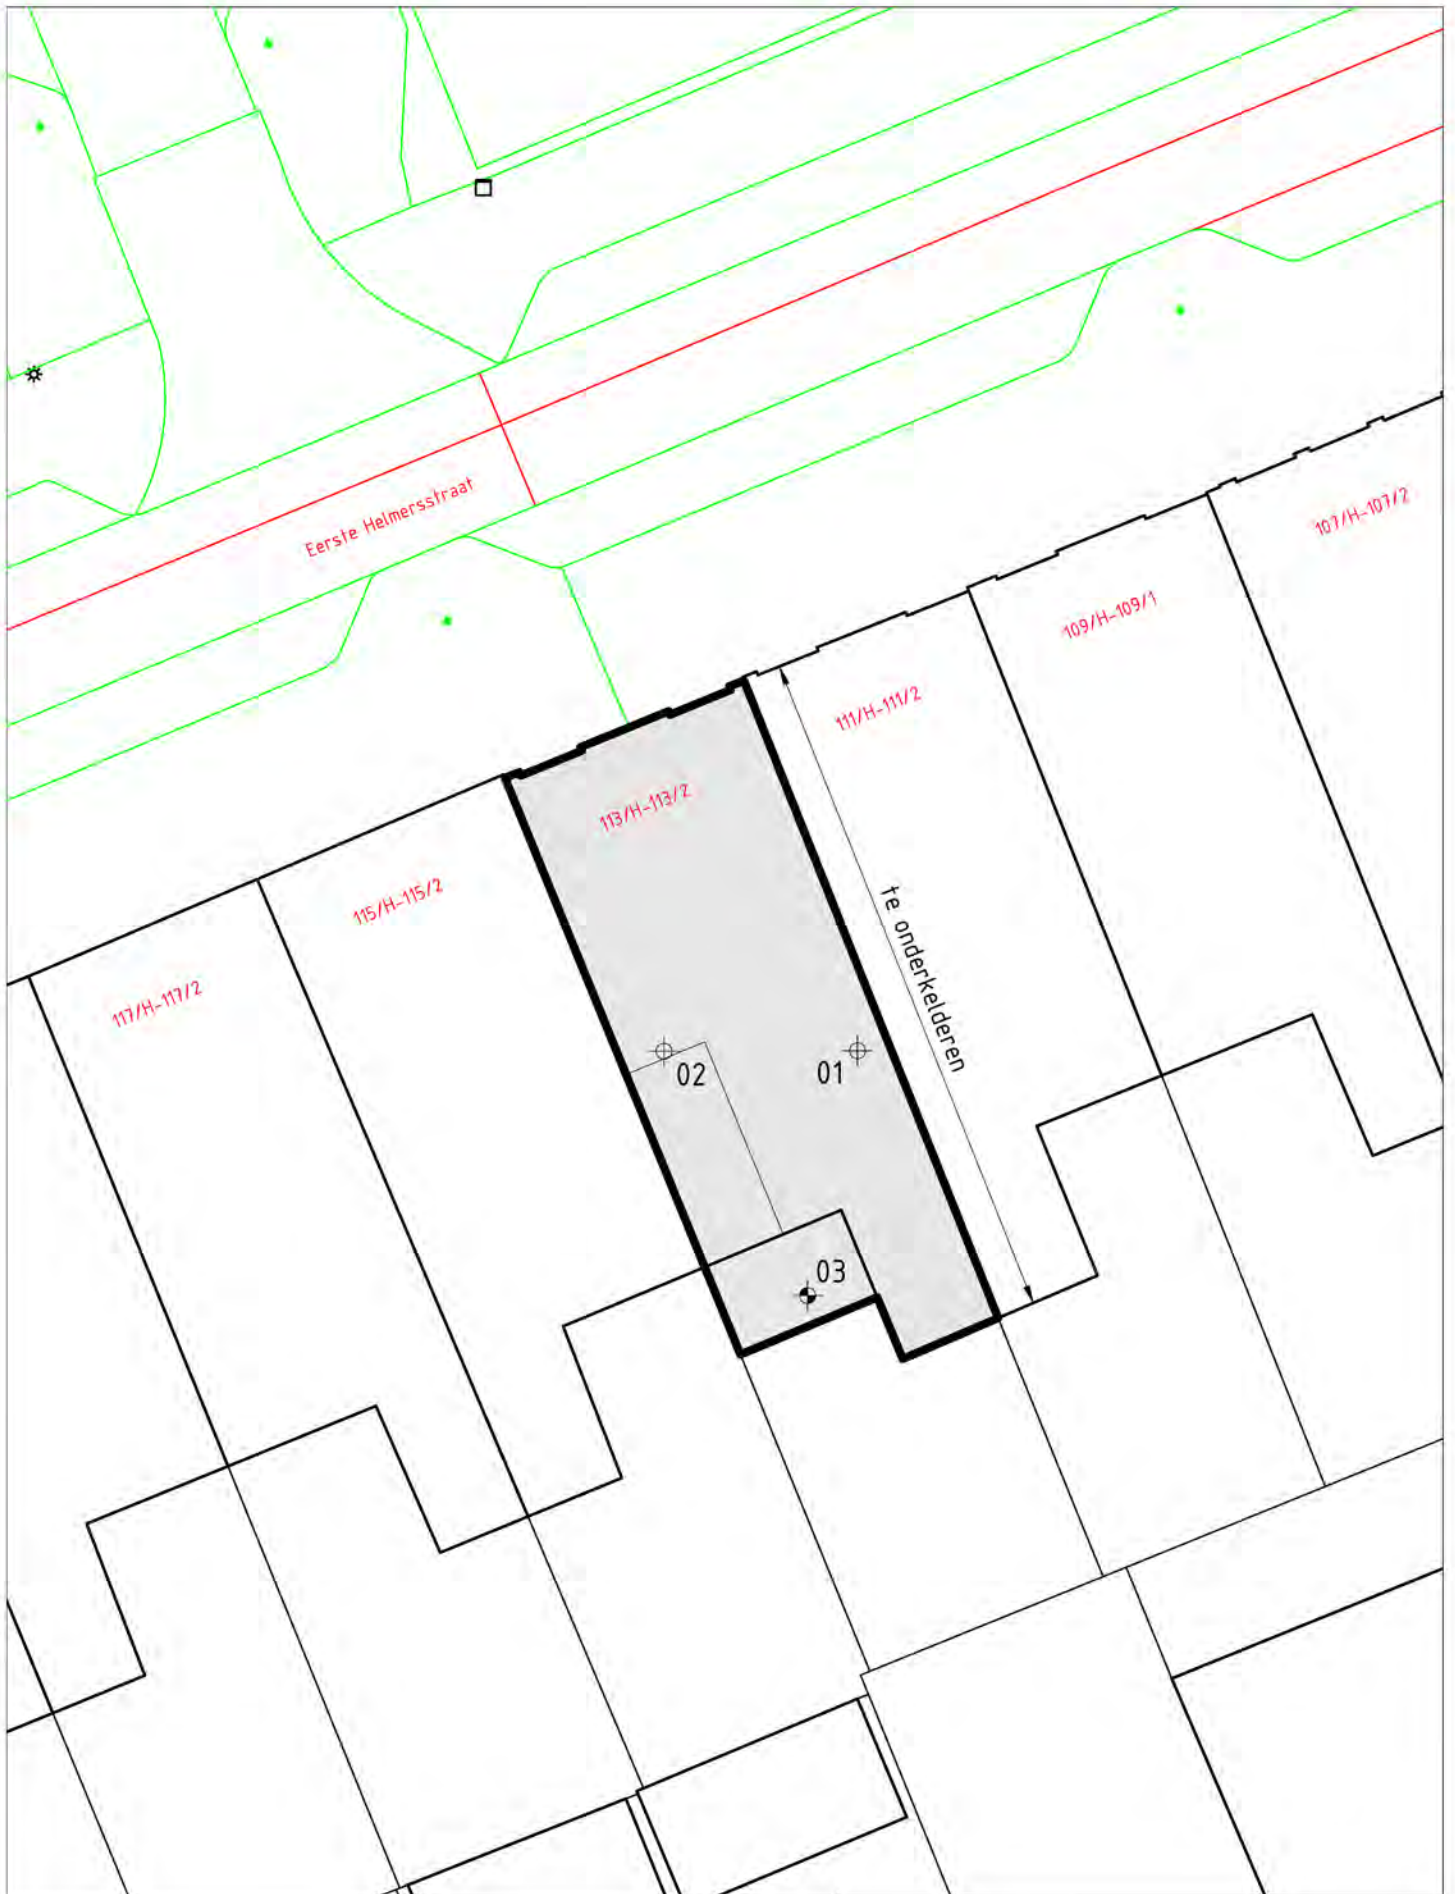 Eerste Helmersstraat
107/H-107/2
109/H-109/1
111/H-111/2
113/H-113/2
115/H-115/2
117/H-117/2
te onderkelderen
02
01
03